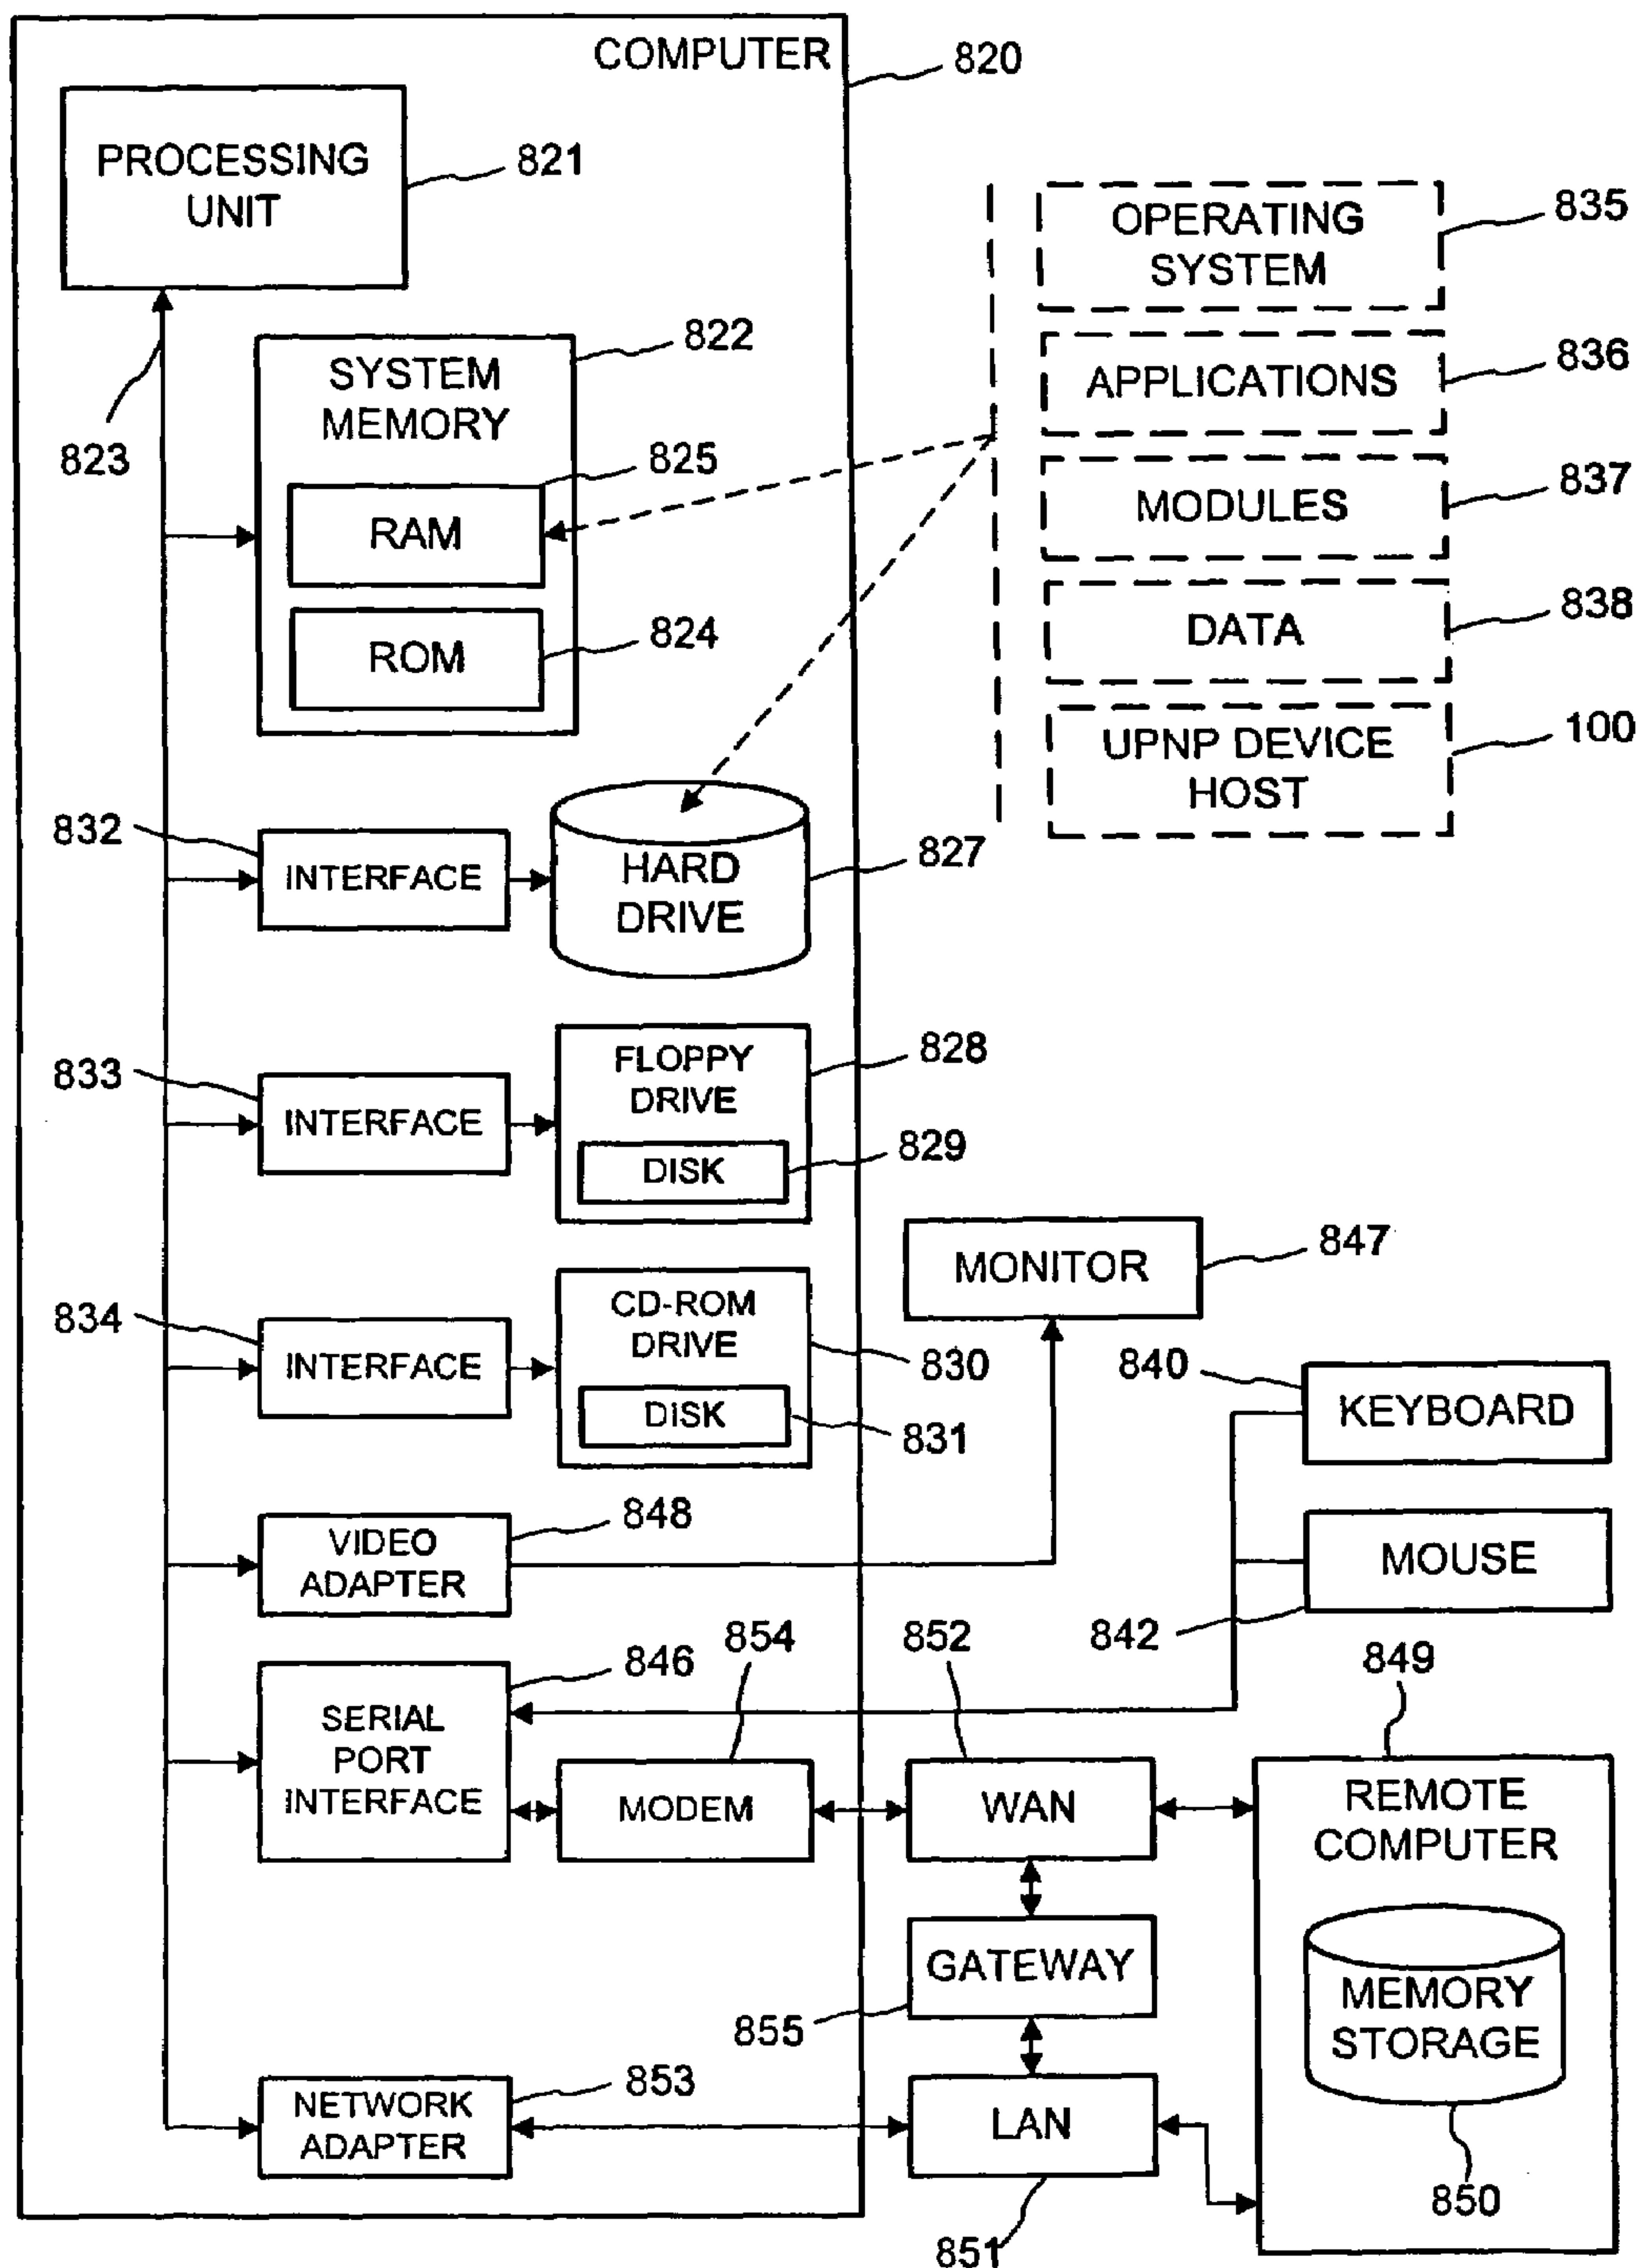 COMPUTER
820
PROCESSING
UNIT
821
823
SYSTEM
MEMORY
822
RAM
825
ROM
824
OPERATING
SYSTEM
835
APPLICATIONS
836
MODULES
837
DATA
838
UPNP DEVICE
HOST
100
832
INTERFACE
HARD
DRIVE
827
833
INTERFACE
FLOPPY
DRIVE
828
DISK
829
834
INTERFACE
CD-ROM
DRIVE
830
DISK
831
MONITOR
847
840
KEYBOARD
MOUSE
842
VIDEO
ADAPTER
848
846
SERIAL
PORT
INTERFACE
854
MODEM
852
WAN
849
REMOTE
COMPUTER
MEMORY
STORAGE
850
GATEWAY
855
NETWORK
ADAPTER
853
LAN
851